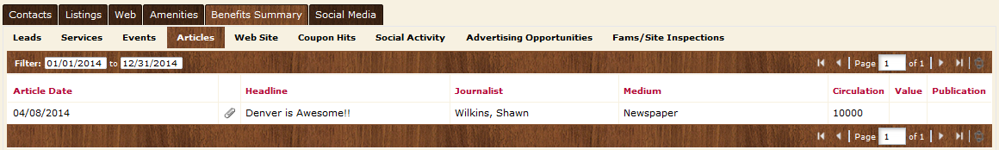 Contacts Listings Web Amenities Benefits Summary Social Media
Leads Services Events Articles Web Site Coupon Hits Social Activity Advertising Opportunities Fams/Site Inspections
Filter: 01/01/2014 to 12/31/2014 Page 1 of 1
Article Date Headline Journalist Medium Circulation Value Publication
04/08/2014 Denver is Awesome!! Wilkins, Shawn Newspaper 10000
Page 1 of 1